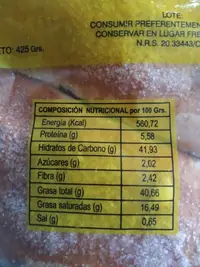 LOTE
CONSUMIR PREFERENTEMEN
CONSERVAR EN LUGAR FRE
N.R.S. 20.33443/C
TO: 425 Grs.
COMPOSICIÓN NUTRICIONAL por 100 Grs.
Energía (Kcal) 560,72
Proteína (g) 5,58
Hidratos de Carbono (g) 41,93
Azúcares (g) 2,02
Fibra (g) 2,42
Grasa total (g) 40,66
Grasa saturadas (g) 16,49
Sal (g) 0,65